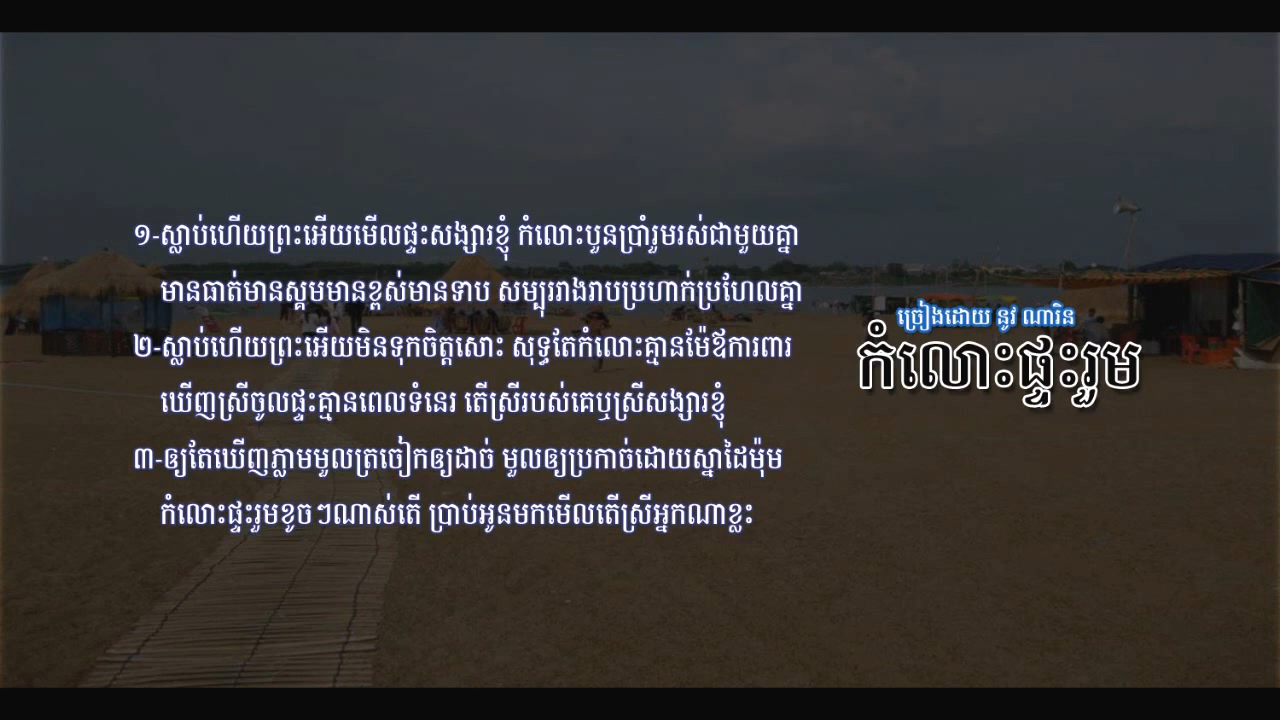 ១-ស្លាប់ហើយព្រះអើយមើលផ្ទះសង្សារខ្ញុំ កំលោះបួនប្រាំរួមរស់ជាមួយគ្នា
មានធាត់មានស្គមមានខ្ពស់មានទាប សម្បុររាងរាបប្រហាក់ប្រហែលគ្នា
២-ស្លាប់ហើយព្រះអើយមិនទុកចិត្តសោះ សុទ្ធតែកំលោះគ្មានម៉ែឪការពារ
ឃើញស្រីចូលផ្ទះគ្មានពេលទំនេរ តើស្រីរបស់គេឬស្រីសង្សារខ្ញុំ
៣-ឲ្យតែឃើញភ្លាមមួលត្រចៀកឲ្យដាច់ មួលឲ្យប្រកាច់ដោយស្នាដៃម៉ុម
កំលោះផ្ទះរួមខូចៗណាស់តើ ប្រាប់អូនមកមើលតើស្រីអ្នកណាខ្លះ
ច្រៀងដោយ នូវ ណារិន
កំលោះផ្ទះរួម